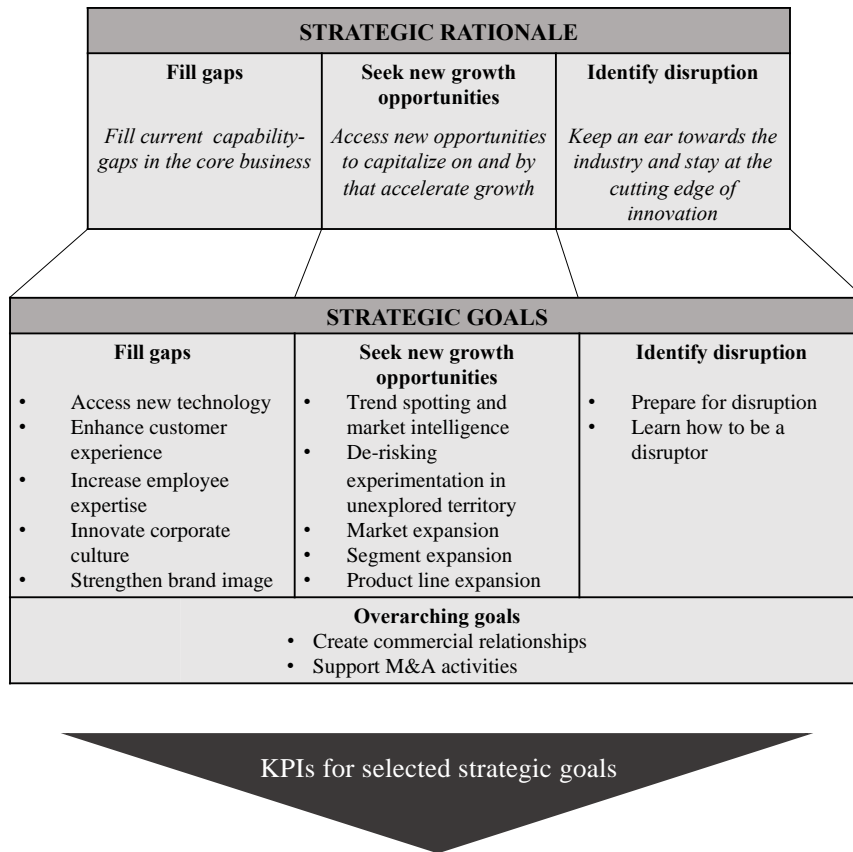 STRATEGIC RATIONALE
Fill gaps
Fill current capability-
gaps in the core business
Seek new growth
opportunities
Access new opportunities
to capitalize on and by
that accelerate growth
Identify disruption
Keep an ear towards the
industry and stay at the
cutting edge of
innovation
STRATEGIC GOALS
Fill gaps
• Access new technology
• Enhance customer
experience
• Increase employee
expertise
• Innovate corporate
culture
• Strengthen brand image
Seek new growth
opportunities
• Trend spotting and
market intelligence
• De-risking
experimentation in
unexplored territory
• Market expansion
• Segment expansion
• Product line expansion
Identify disruption
• Prepare for disruption
• Learn how to be a
disruptor
Overarching goals
• Create commercial relationships
• Support M&A activities
KPIs for selected strategic goals